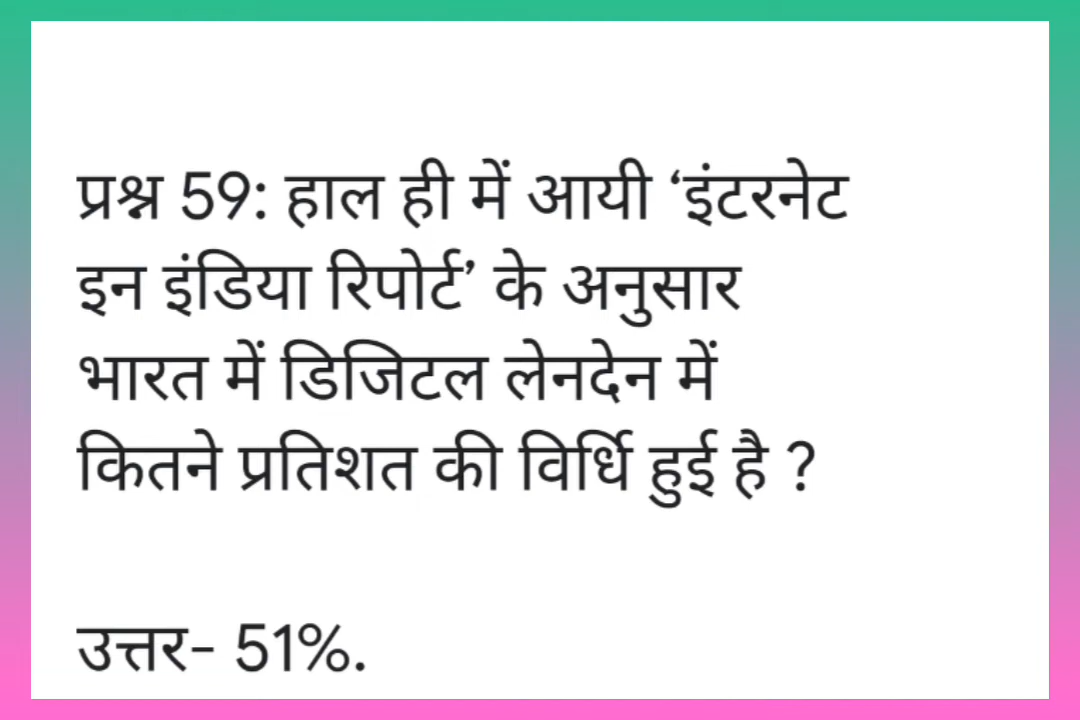 प्रश्न 59: हाल ही में आयी ‘इंटरनेट
इन इंडिया रिपोर्ट’ के अनुसार
भारत में डिजिटल लेनदेन में
कितने प्रतिशत की विर्धि हुई है ?
उत्तर- 51%.